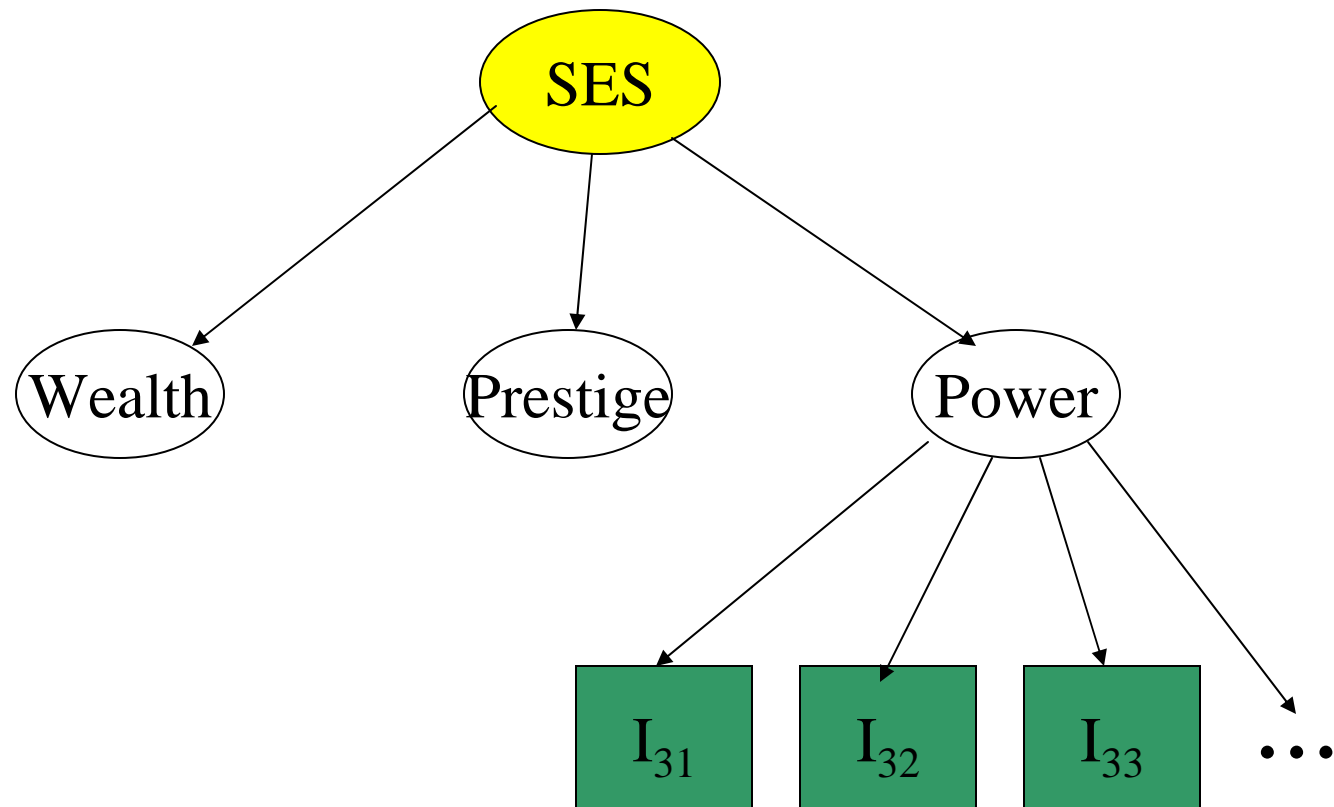 SES
Wealth Prestige Power
I₃₁ I₃₂ I₃₃ ...